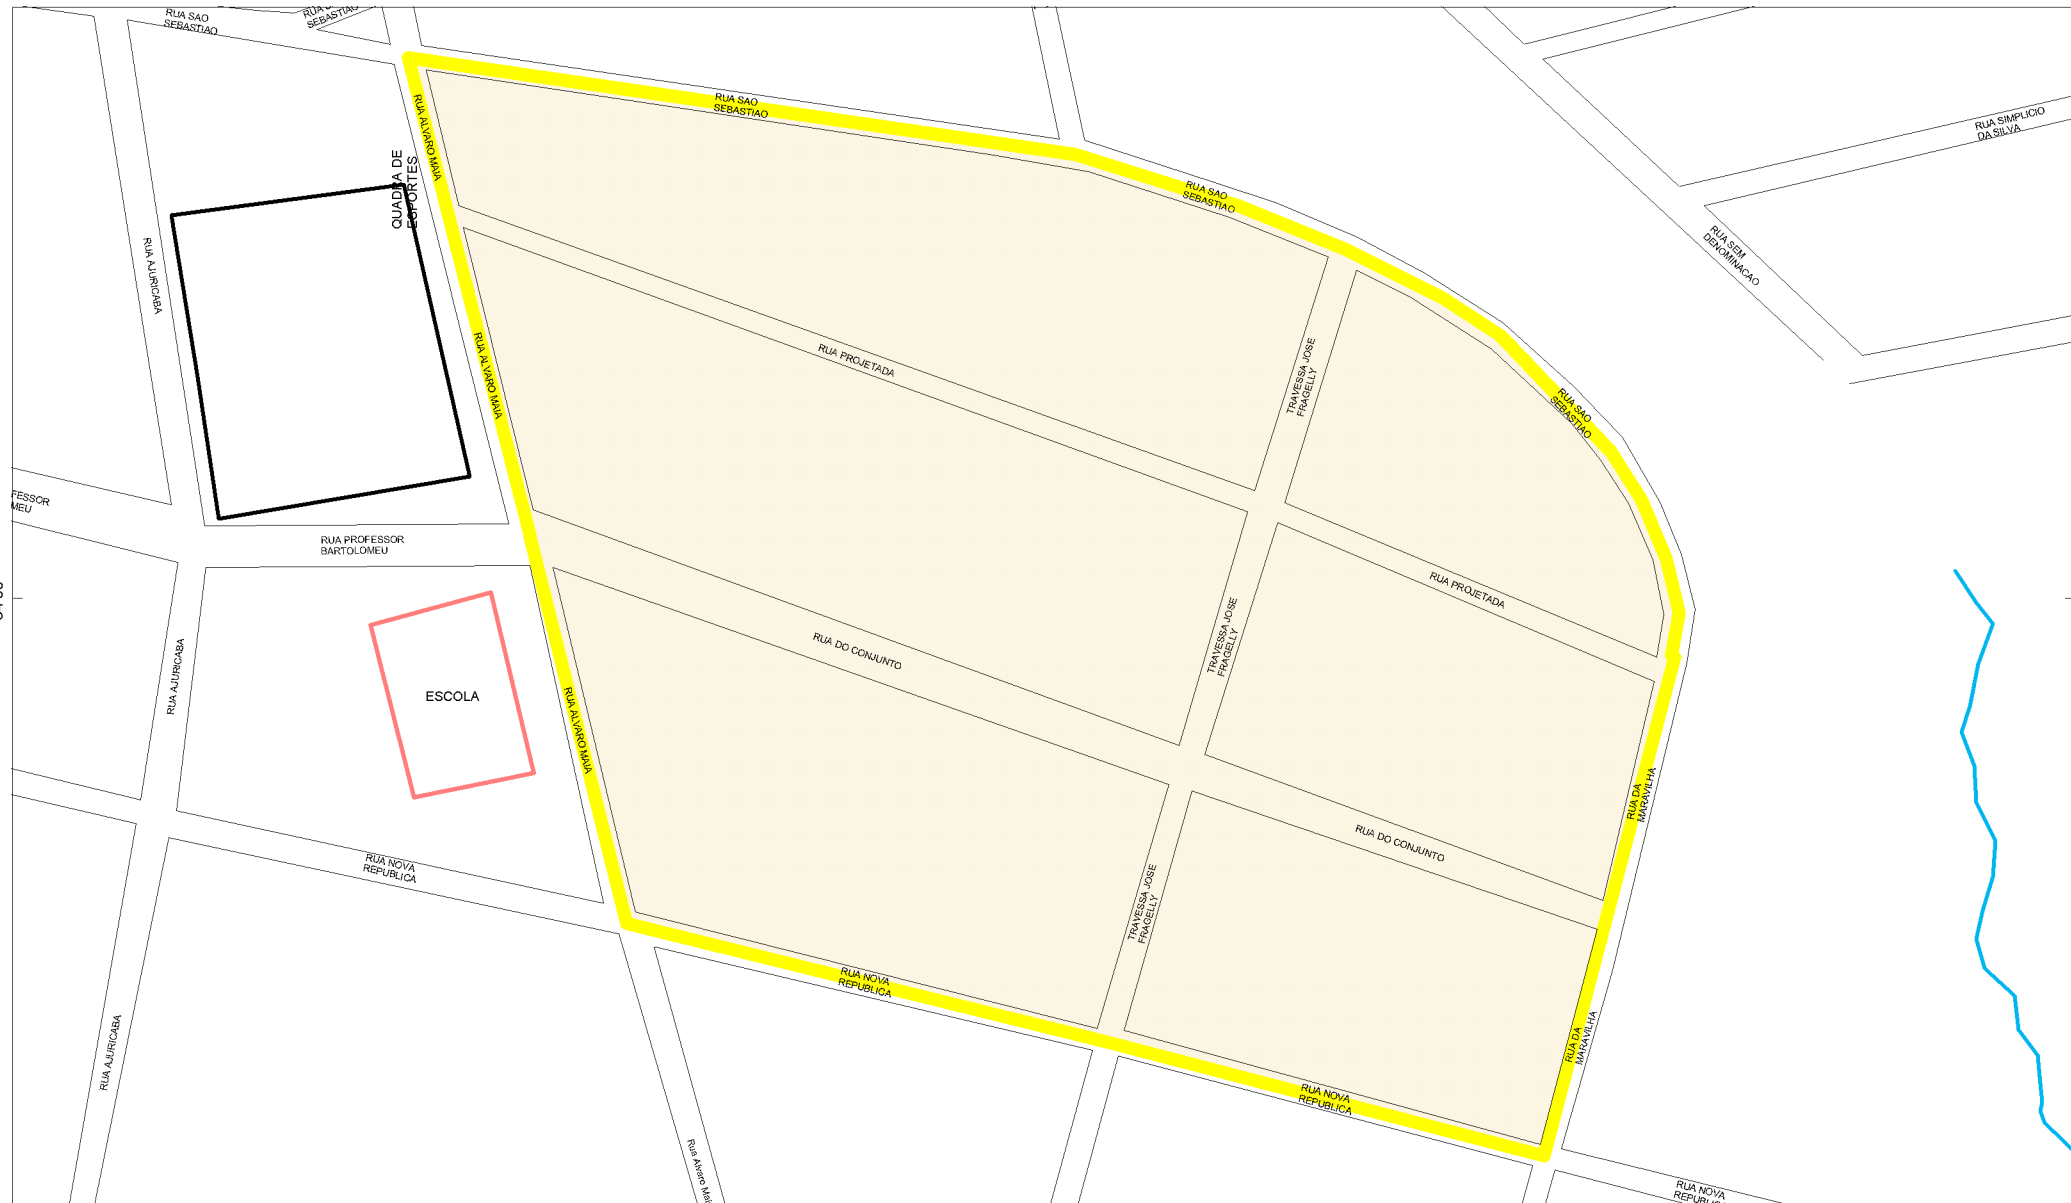 RUA SAO
SEBASTIAO
SEBASTIAO
RUA SAO
SEBASTIAO
RUA ALVARO MAIA
QUADRA DE
ESPORTES
RUA SIMPLICIO
DA SILVA
RUA SAO
SEBASTIAO
RUA SEM
DENOMINACAO
RUA AJURICABA
RUA ALVARO MAIA
RUA PROJETADA
TRAVESSA JOSE
FRAGELLY
RUA SAO
SEBASTIAO
FESSOR
MEU
RUA PROFESSOR
BARTOLOMEU
RUA PROJETADA
RUA AJURICABA
ESCOLA
RUA ALVARO MAIA
RUA DO CONJUNTO
TRAVESSA JOSE
FRAGELLY
RUA DA
MARAVILHA
RUA DO CONJUNTO
RUA NOVA
REPUBLICA
TRAVESSA JOSE
FRAGELLY
RUA NOVA
REPUBLICA
RUA AJURICABA
RUA DA
MARAVILHA
RUA NOVA
REPUBLICA
Rua Alvaro Maia
RUA NOVA
REPUBLICA